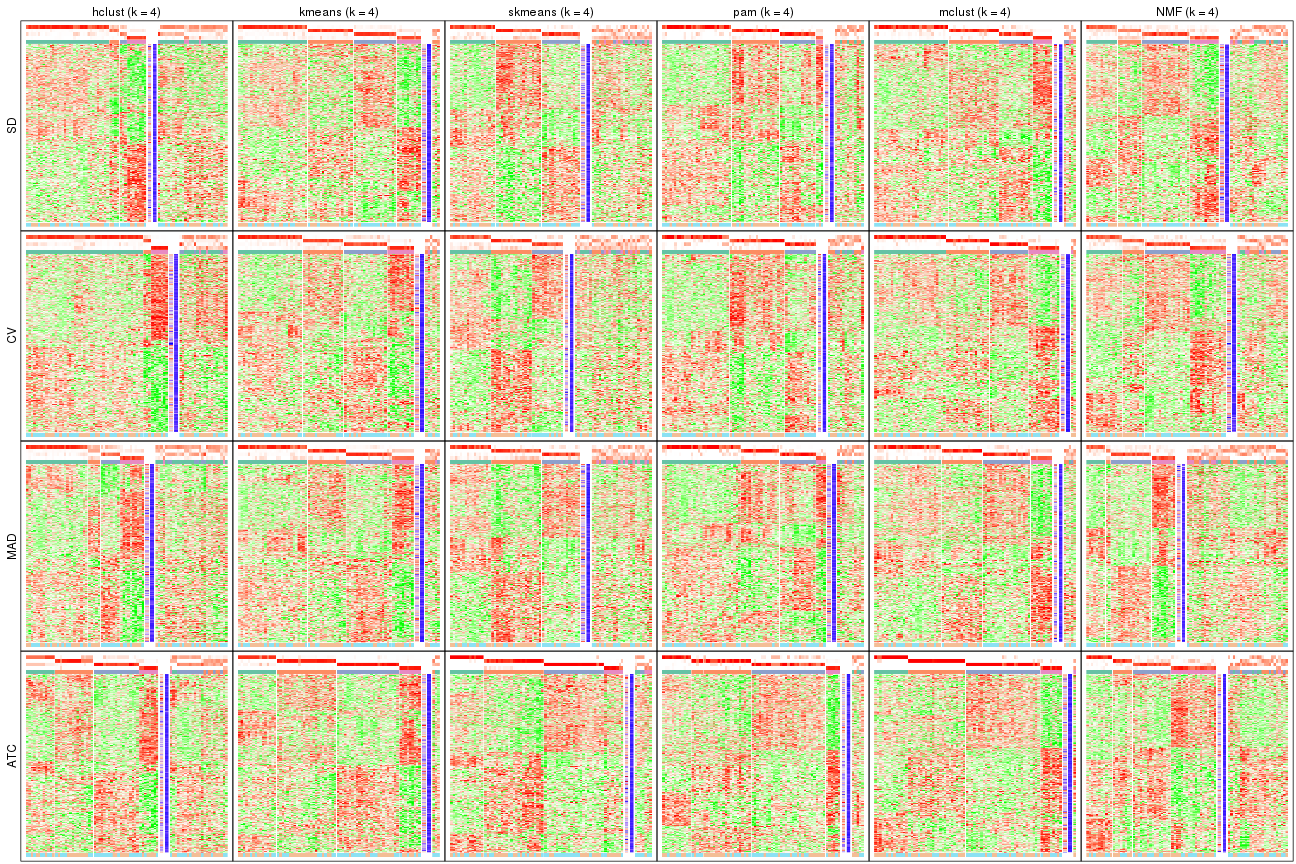 hclust (k = 4) kmeans (k = 4) skmeans (k = 4) pam (k = 4) mclust (k = 4) NMF (k = 4)
SD
CV
MAD
ATC